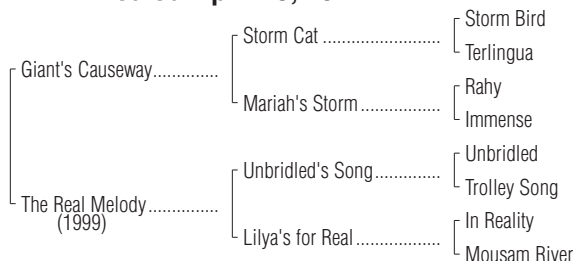 Storm Bird
Storm Cat ........................
Terlingua
Giant's Causeway..............
Rahy
Mariah's Storm .................
Immense
Unbridled
Unbridled's Song..............
Trolley Song
The Real Melody...............
(1999)
In Reality
Lilya's for Real ..................
Mousam River